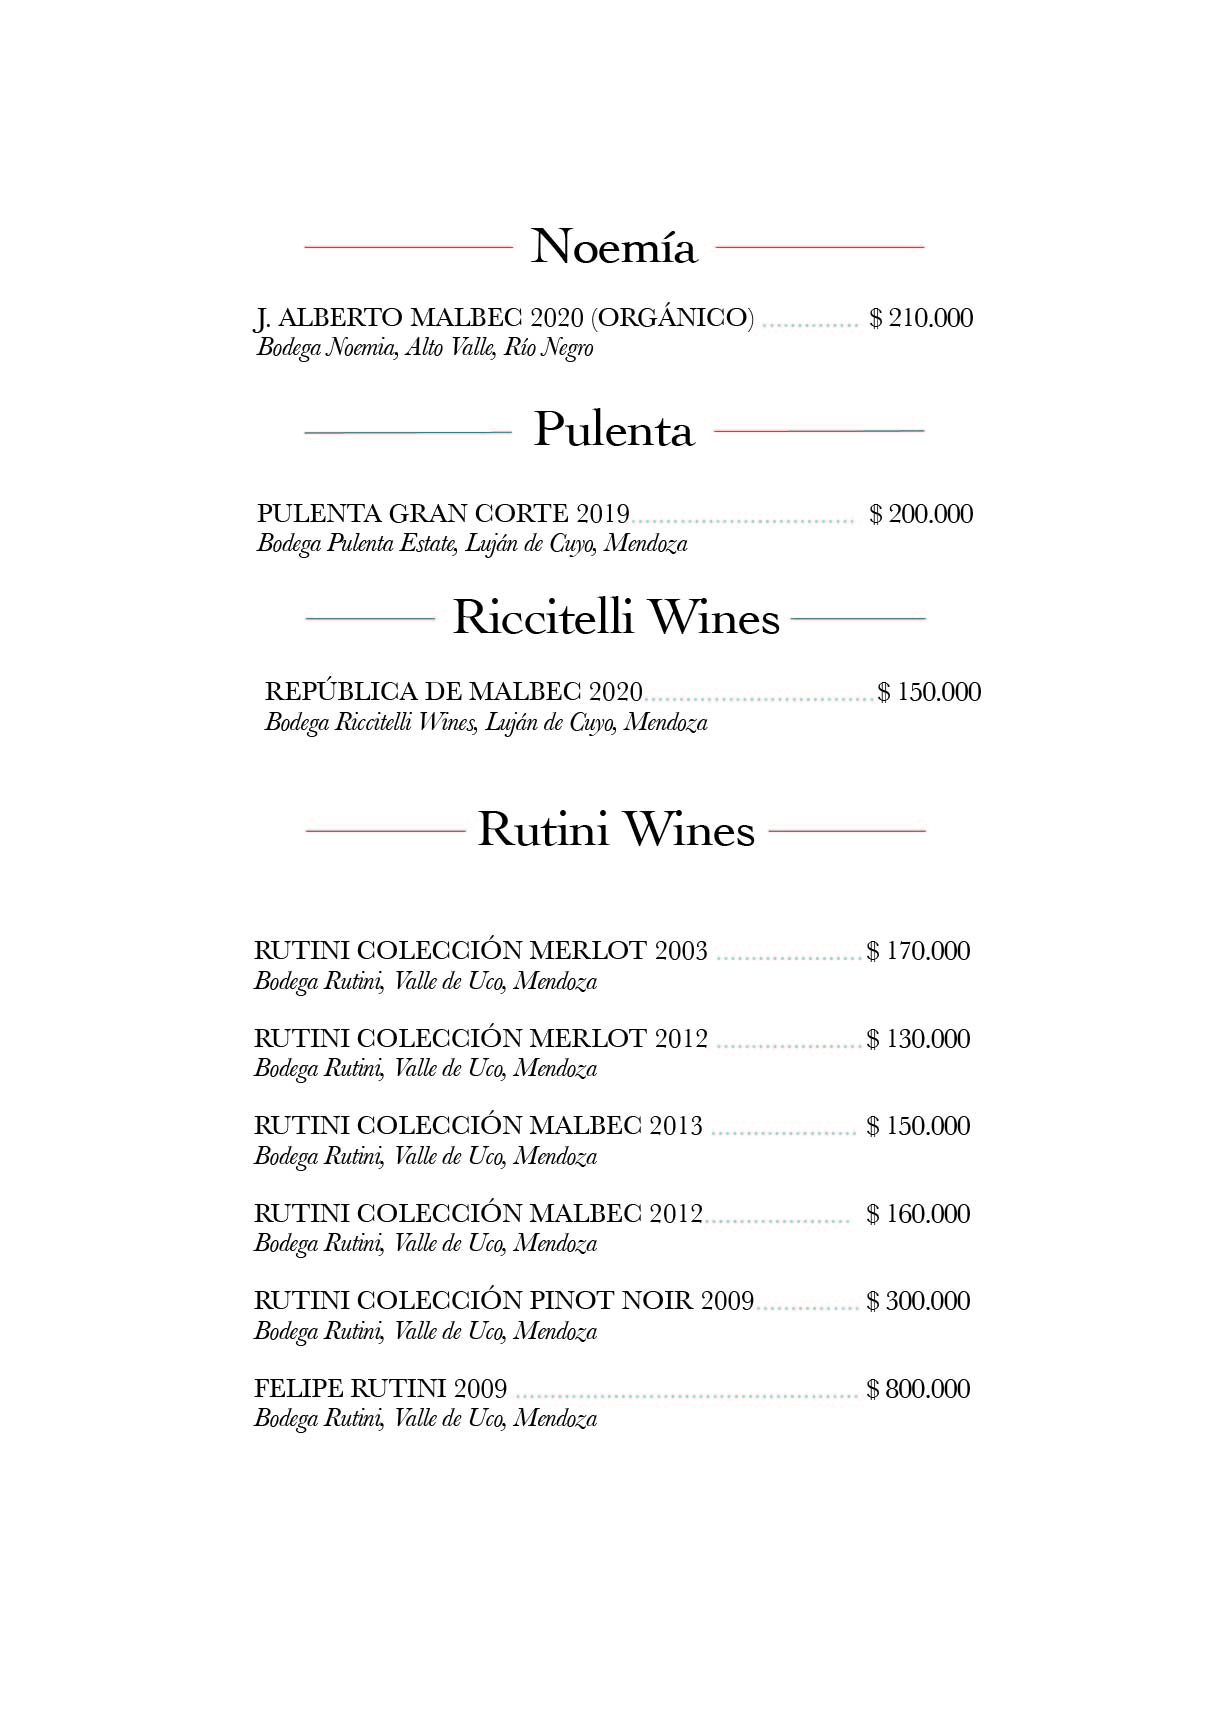 Noemía
J. ALBERTO MALBEC 2020 (ORGÁNICO) .............. $ 210.000
Bodega Noemia, Alto Valle, Río Negro
Pulenta
PULENTA GRAN CORTE 2019................................ $ 200.000
Bodega Pulenta Estate, Luján de Cuyo, Mendoza
Riccitelli Wines
REPÚBLICA DE MALBEC 2020.................................$ 150.000
Bodega Riccitelli Wines, Luján de Cuyo, Mendoza
Rutini Wines
RUTINI COLECCIÓN MERLOT 2003 .....................$ 170.000
Bodega Rutini, Valle de Uco, Mendoza
RUTINI COLECCIÓN MERLOT 2012 .....................$ 130.000
Bodega Rutini, Valle de Uco, Mendoza
RUTINI COLECCIÓN MALBEC 2013 ..................... $ 150.000
Bodega Rutini, Valle de Uco, Mendoza
RUTINI COLECCIÓN MALBEC 2012..................... $ 160.000
Bodega Rutini, Valle de Uco, Mendoza
RUTINI COLECCIÓN PINOT NOIR 2009............... $ 300.000
Bodega Rutini, Valle de Uco, Mendoza
FELIPE RUTINI 2009 ................................................. $ 800.000
Bodega Rutini, Valle de Uco, Mendoza